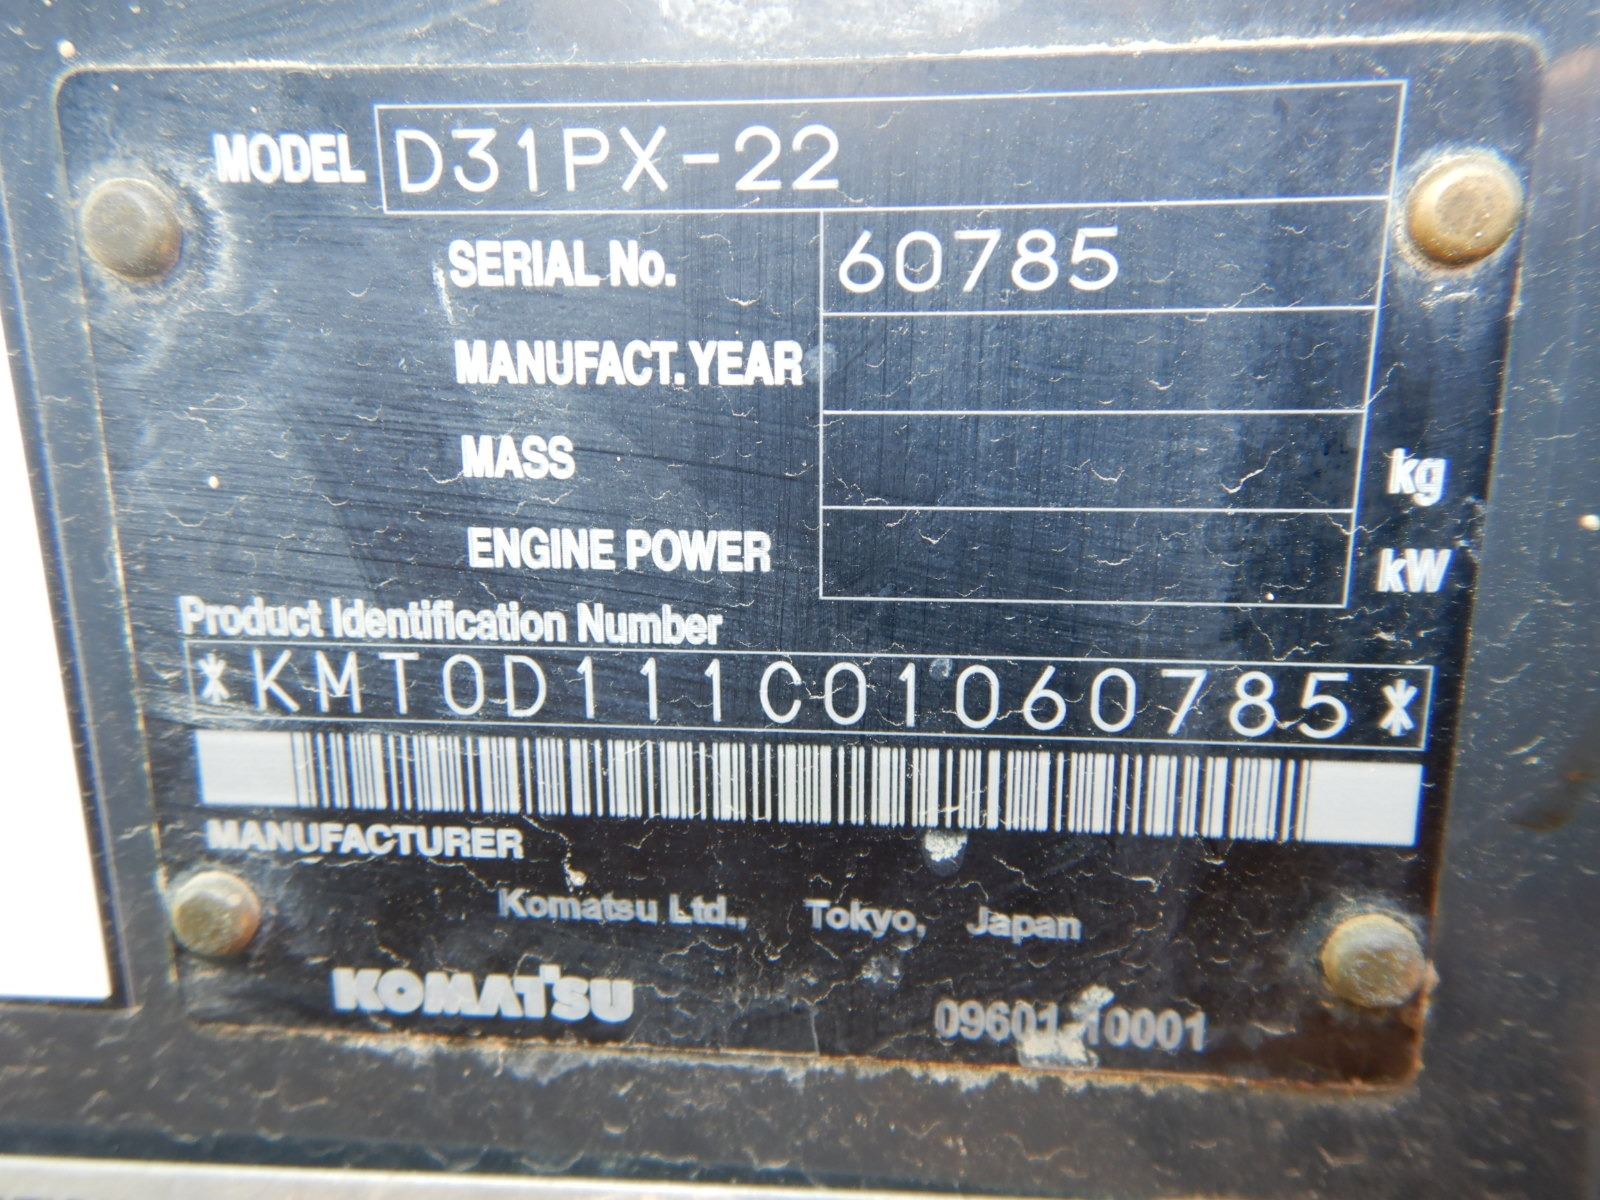 MODEL D31PX-22
SERIAL No. 60785
MANUFACT. YEAR
MASS kg
ENGINE POWER kW
Product Identification Number
*KMT0D111C01060785*
MANUFACTURER
Komatsu Ltd., Tokyo, Japan
KOMATSU 09601-10001